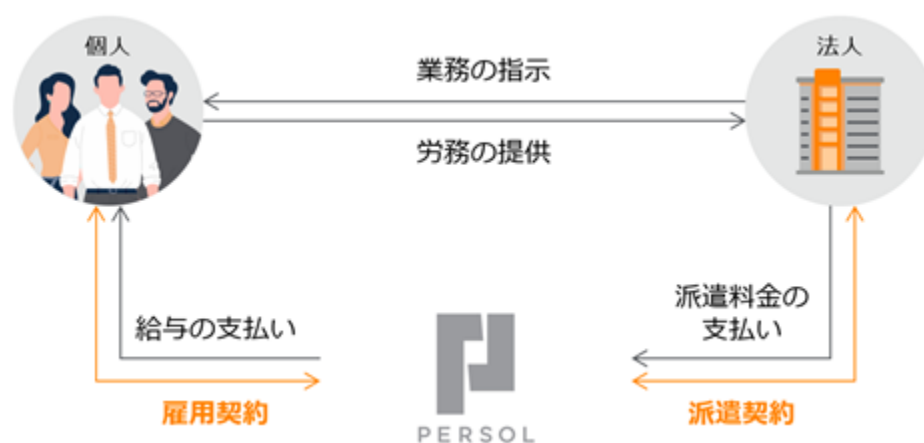 個人
法人
業務の指示
労務の提供
給与の支払い
派遣料金の
支払い
雇用契約
派遣契約
PERSOL